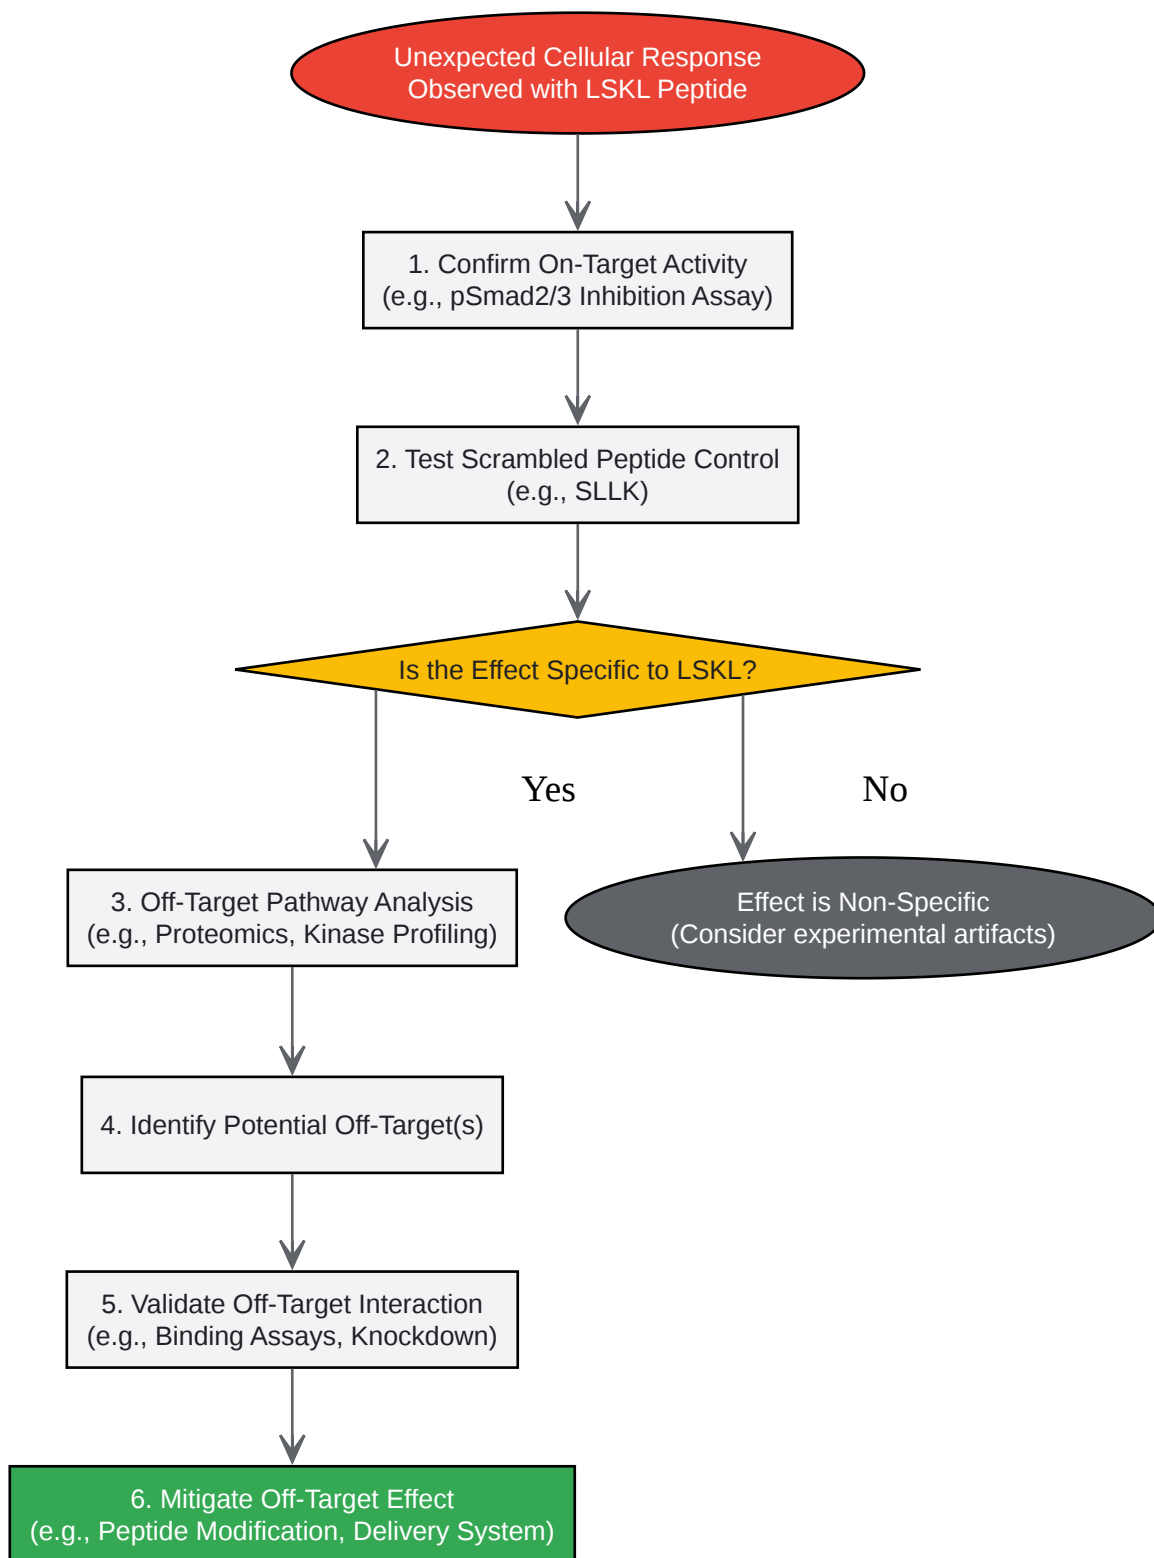 Unexpected Cellular Response
Observed with LSKL Peptide
1. Confirm On-Target Activity
(e.g., pSmad2/3 Inhibition Assay)
2. Test Scrambled Peptide Control
(e.g., SLLK)
Is the Effect Specific to LSKL?
Yes
No
3. Off-Target Pathway Analysis
(e.g., Proteomics, Kinase Profiling)
Effect is Non-Specific
(Consider experimental artifacts)
4. Identify Potential Off-Target(s)
5. Validate Off-Target Interaction
(e.g., Binding Assays, Knockdown)
6. Mitigate Off-Target Effect
(e.g., Peptide Modification, Delivery System)